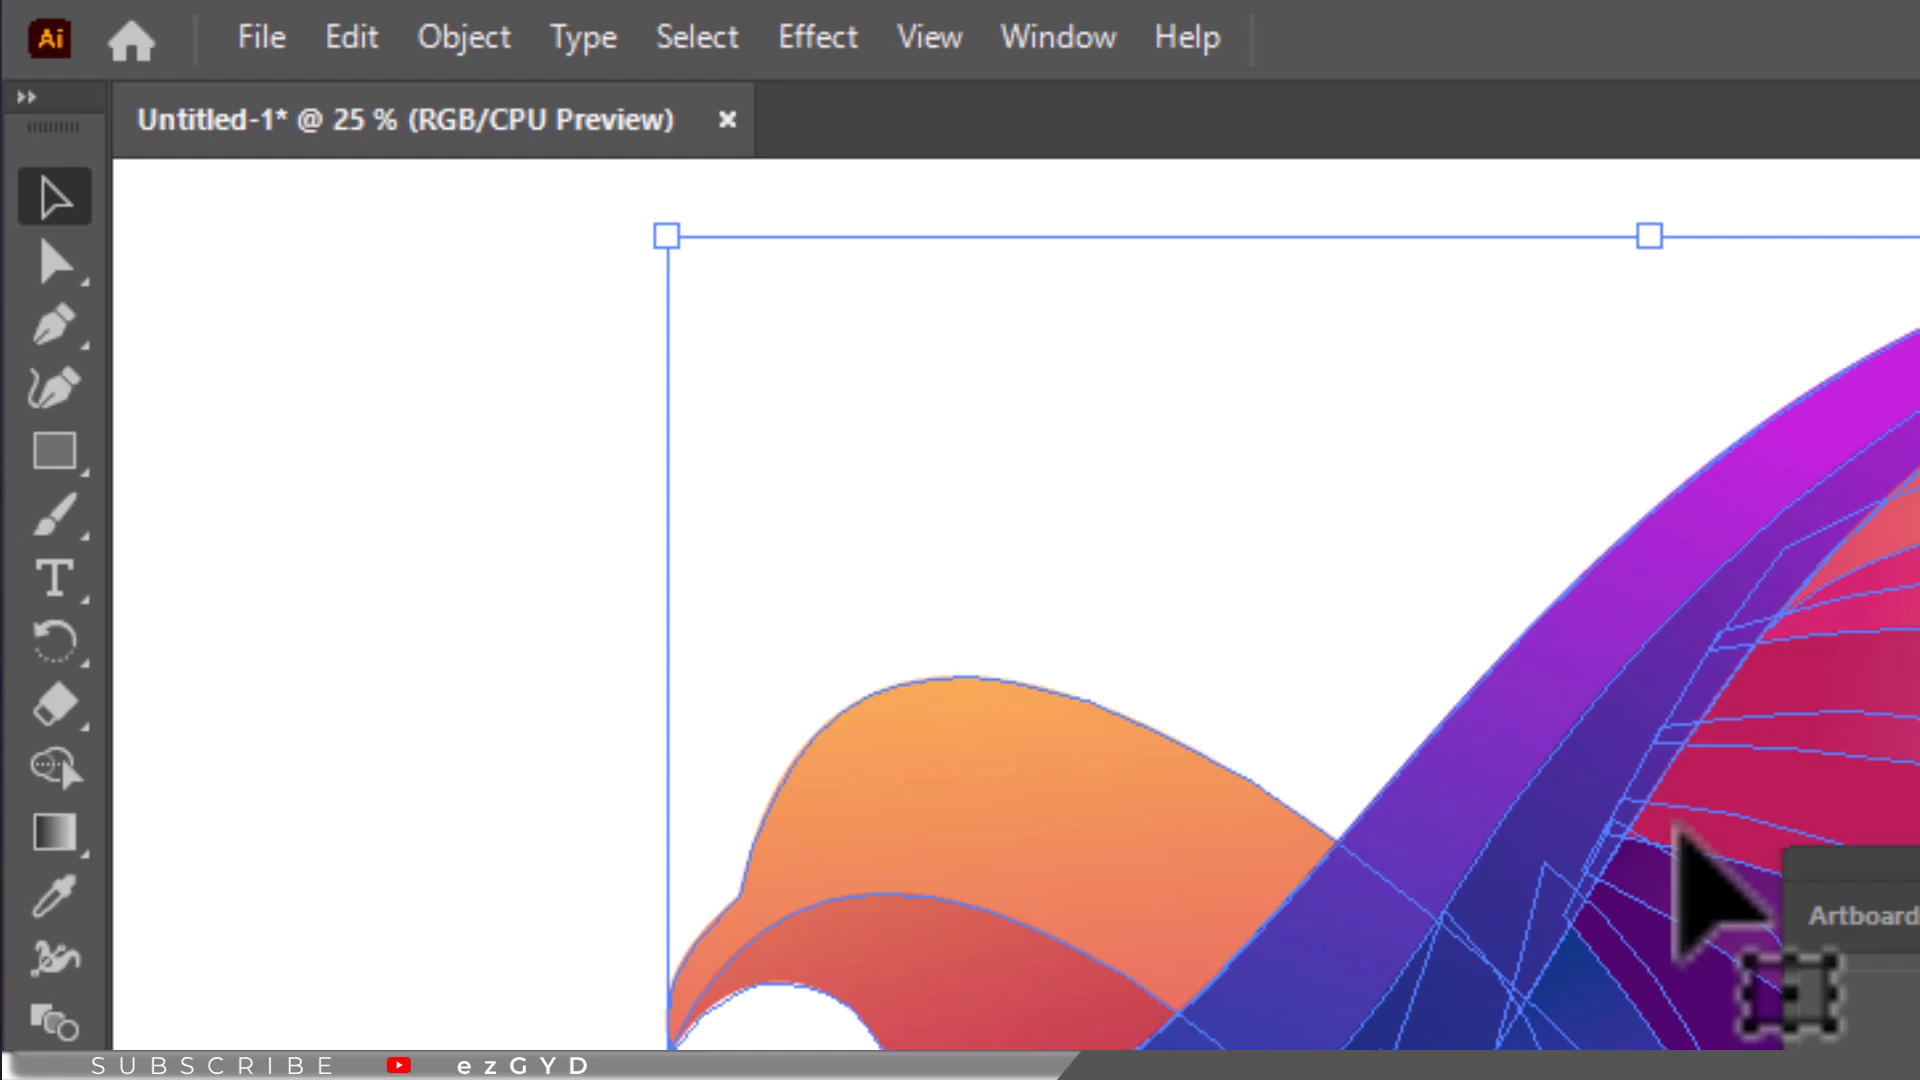 Ai File Edit Object Type Select Effect View Window Help
Untitled-1* @ 25 % (RGB/CPU Preview) ×
T
Artboard
SUBSCRIBE ezGYD